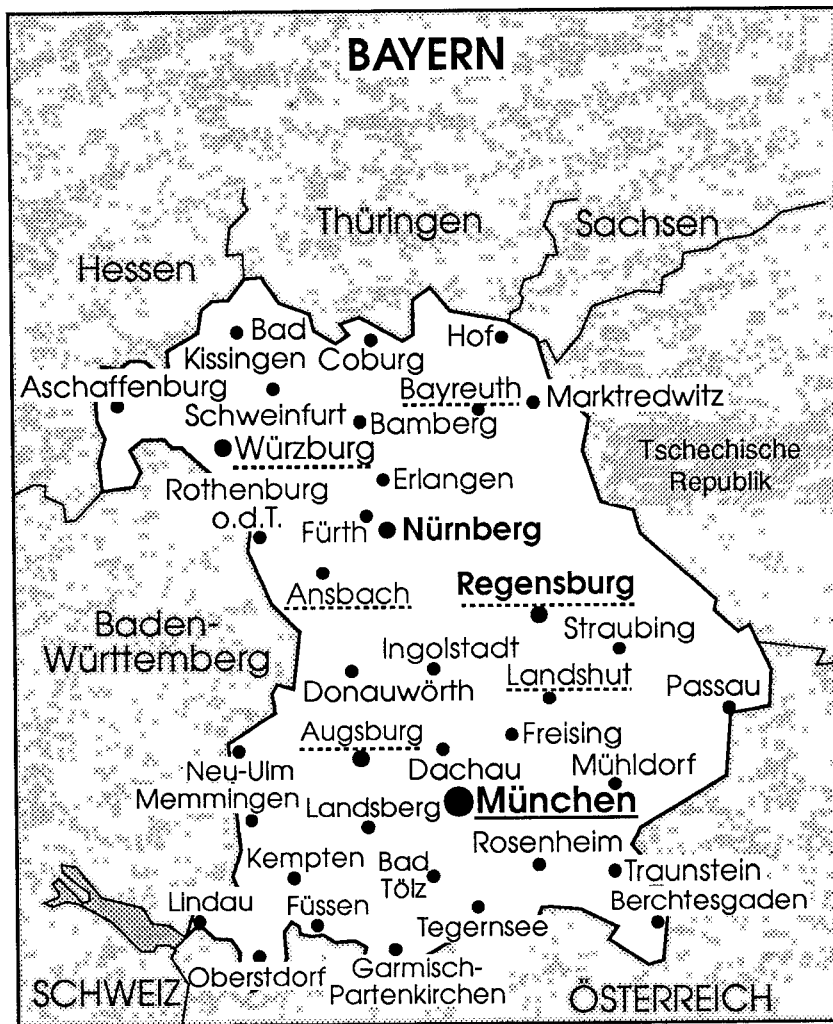 BAYERN
Thüringen
Sachsen
Hessen
Bad
Kissingen
Coburg
Hof
Aschaffenburg
Bayreuth
Marktredwitz
Schweinfurt
Bamberg
Würzburg
Tschechische
Republik
Erlangen
Rothenburg
o.d.T.
Fürth
Nürnberg
Ansbach
Regensburg
Baden-
Württemberg
Straubing
Ingolstadt
Landshut
Donauwörth
Passau
Augsburg
Freising
Dachau
Neu-Ulm
Mühldorf
Memmingen
Landsberg
München
Rosenheim
Kempten
Bad
Tölz
Traunstein
Berchtesgaden
Lindau
Füssen
Tegernsee
Oberstdorf
Garmisch-
Partenkirchen
SCHWEIZ
ÖSTERREICH